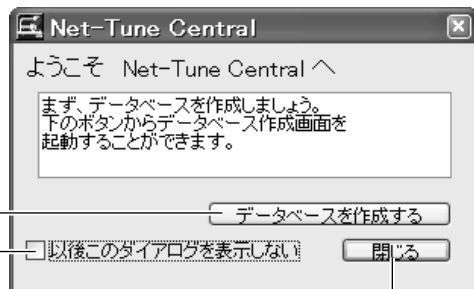 Net-Tune Central
ようこそ Net-Tune Central へ
まず、データベースを作成しましょう。
下のボタンからデータベース作成画面を
起動することができます。
データベースを作成する
以後このダイアログを表示しない
閉じる